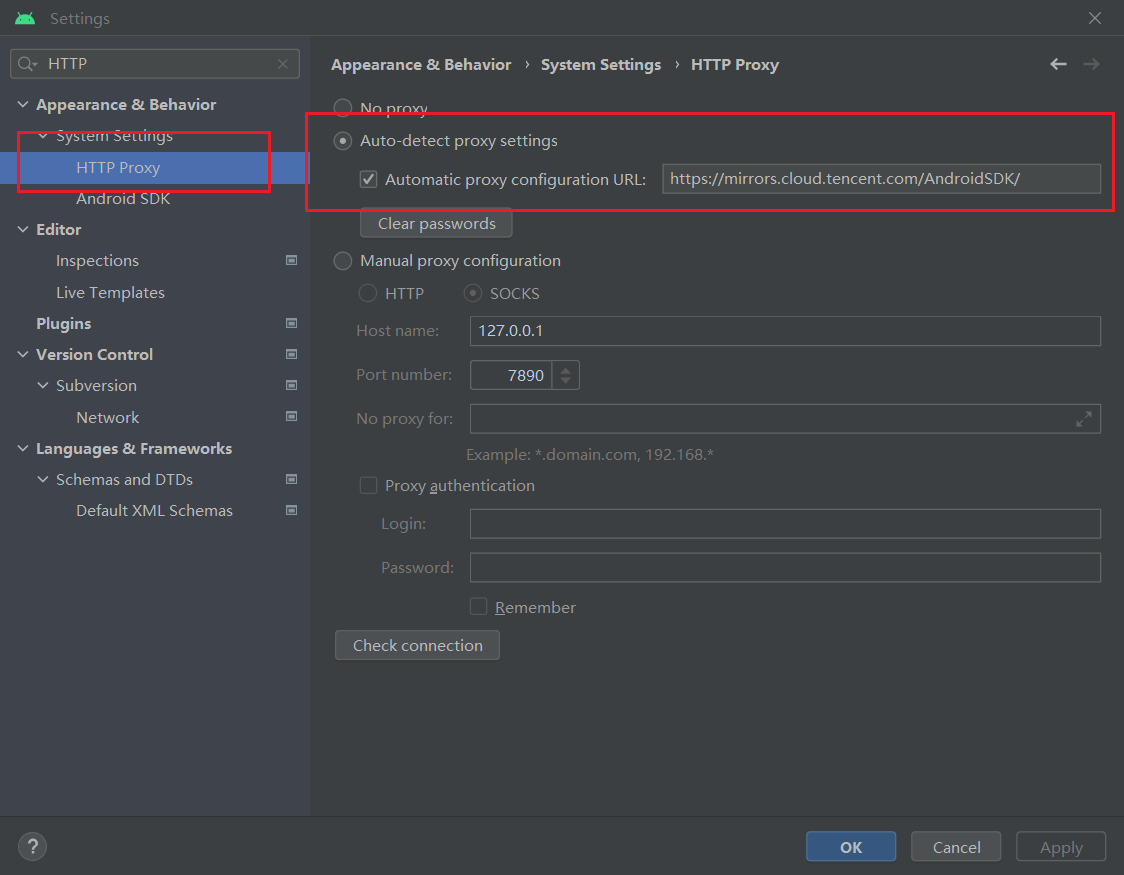 Settings
HTTP
Appearance & Behavior
System Settings
HTTP Proxy
Android SDK
Editor
Inspections
Live Templates
Plugins
Version Control
Subversion
Network
Languages & Frameworks
Schemas and DTDs
Default XML Schemas
Appearance & Behavior › System Settings › HTTP Proxy
No proxy
Auto-detect proxy settings
Automatic proxy configuration URL: https://mirrors.cloud.tencent.com/AndroidSDK/
Clear passwords
Manual proxy configuration
HTTP SOCKS
Host name: 127.0.0.1
Port number: 7890
No proxy for:
Example: *.domain.com, 192.168.*
Proxy authentication
Login:
Password:
Remember
Check connection
? OK Cancel Apply